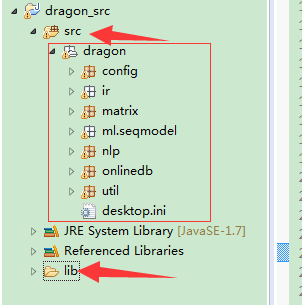 dragon_src
src
dragon
config
ir
matrix
ml.seqmodel
nlp
onlinedb
util
desktop.ini
JRE System Library [JavaSE-1.7]
Referenced Libraries
lib